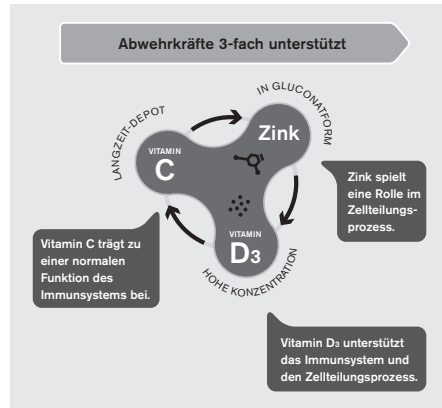 Abwehrkräfte 3-fach unterstützt
LANGZEIT-DEPOT
IN GLUCONATFORM
VITAMIN
C
Zink
VITAMIN
D₃
HOHE KONZENTRATION
Zink spielt
eine Rolle im
Zellteilungs-
prozess.
Vitamin C trägt zu
einer normalen
Funktion des
Immunsystems bei.
Vitamin D₃ unterstützt
das Immunsystem und
den Zellteilungsprozess.